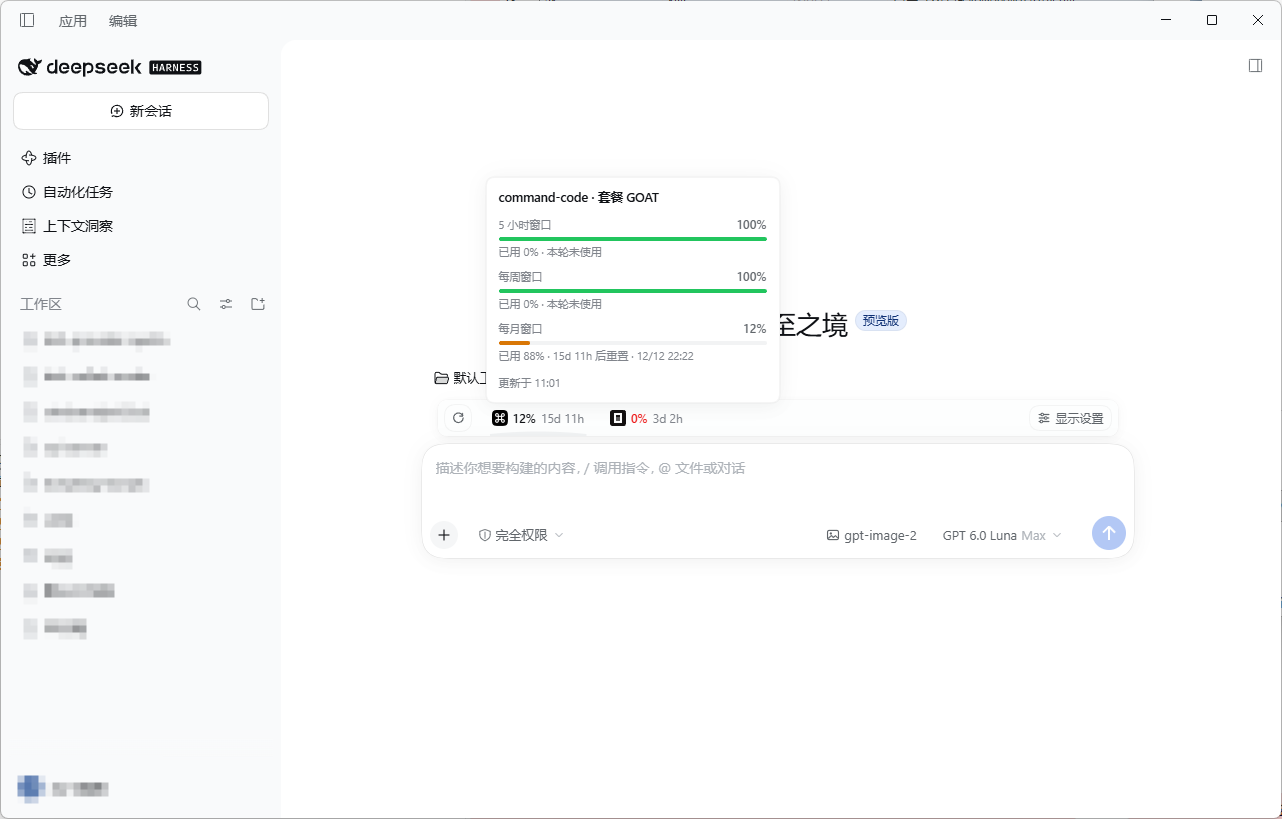 应用 编辑
deepseek HARNESS
新会话
插件
自动化任务
上下文洞察
更多
工作区
command-code · 套餐 GOAT
5 小时窗口 100%
已用 0% · 本轮未使用
每周窗口 100%
已用 0% · 本轮未使用
每月窗口 12%
已用 88% · 15d 11h 后重置 · 12/12 22:22
更新于 11:01
至之境 预览版
默认工
12% 15d 11h 0% 3d 2h 显示设置
描述你想要构建的内容, / 调用指令, @ 文件或对话
完全权限 gpt-image-2 GPT 6.0 Luna Max